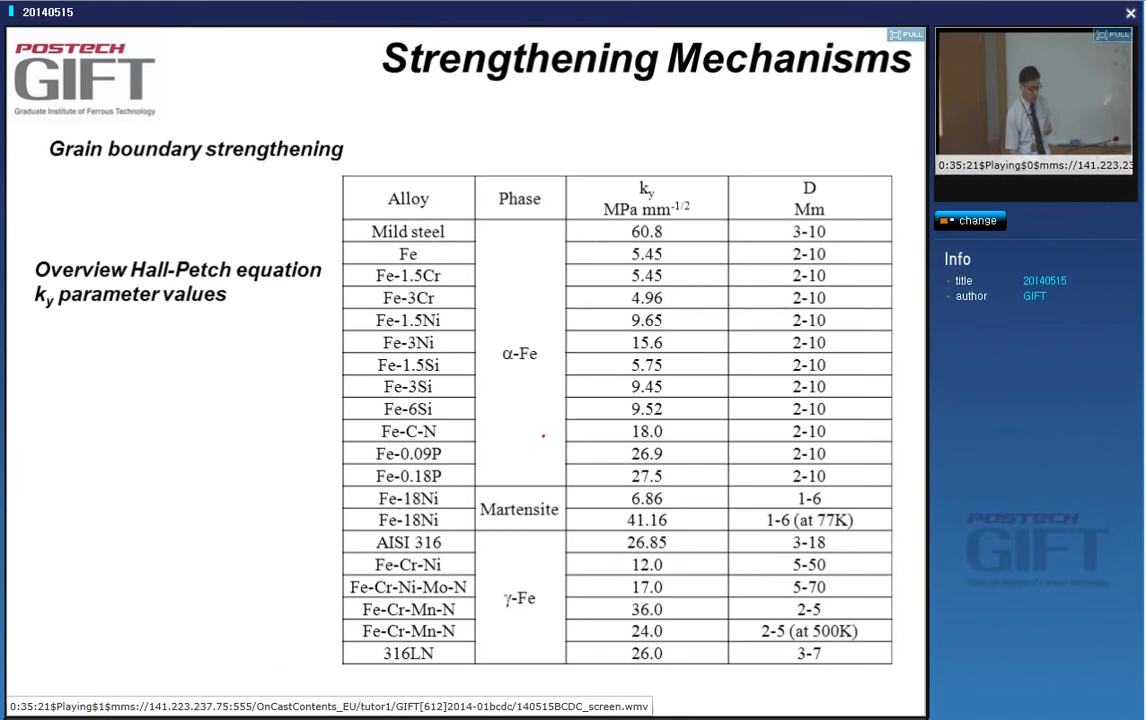 20140515
POSTECH
GIFT
Graduate Institute of Ferrous Technology
Strengthening Mechanisms
FULL
FULL
Grain boundary strengthening
Overview Hall-Petch equation
ky parameter values
Alloy Phase ky MPa mm-1/2 D Mm
Mild steel 60.8 3-10
Fe 5.45 2-10
Fe-1.5Cr 5.45 2-10
Fe-3Cr 4.96 2-10
Fe-1.5Ni 9.65 2-10
Fe-3Ni 15.6 2-10
α-Fe
Fe-1.5Si 5.75 2-10
Fe-3Si 9.45 2-10
Fe-6Si 9.52 2-10
Fe-C-N 18.0 2-10
Fe-0.09P 26.9 2-10
Fe-0.18P 27.5 2-10
Fe-18Ni 6.86 1-6
Martensite
Fe-18Ni 41.16 1-6 (at 77K)
AISI 316 26.85 3-18
Fe-Cr-Ni 12.0 5-50
Fe-Cr-Ni-Mo-N 17.0 5-70
γ-Fe
Fe-Cr-Mn-N 36.0 2-5
Fe-Cr-Mn-N 24.0 2-5 (at 500K)
316LN 26.0 3-7
0:35:21$Playing$1$mms://141.223.237.75:555/OnCastContents_EU/tutor1/GIFT[612]2014-01bcdc/140515BCDC_screen.wmv
0:35:21$Playing$0$mms://141.223.23
change
Info
title 20140515
author GIFT
POSTECH
GIFT